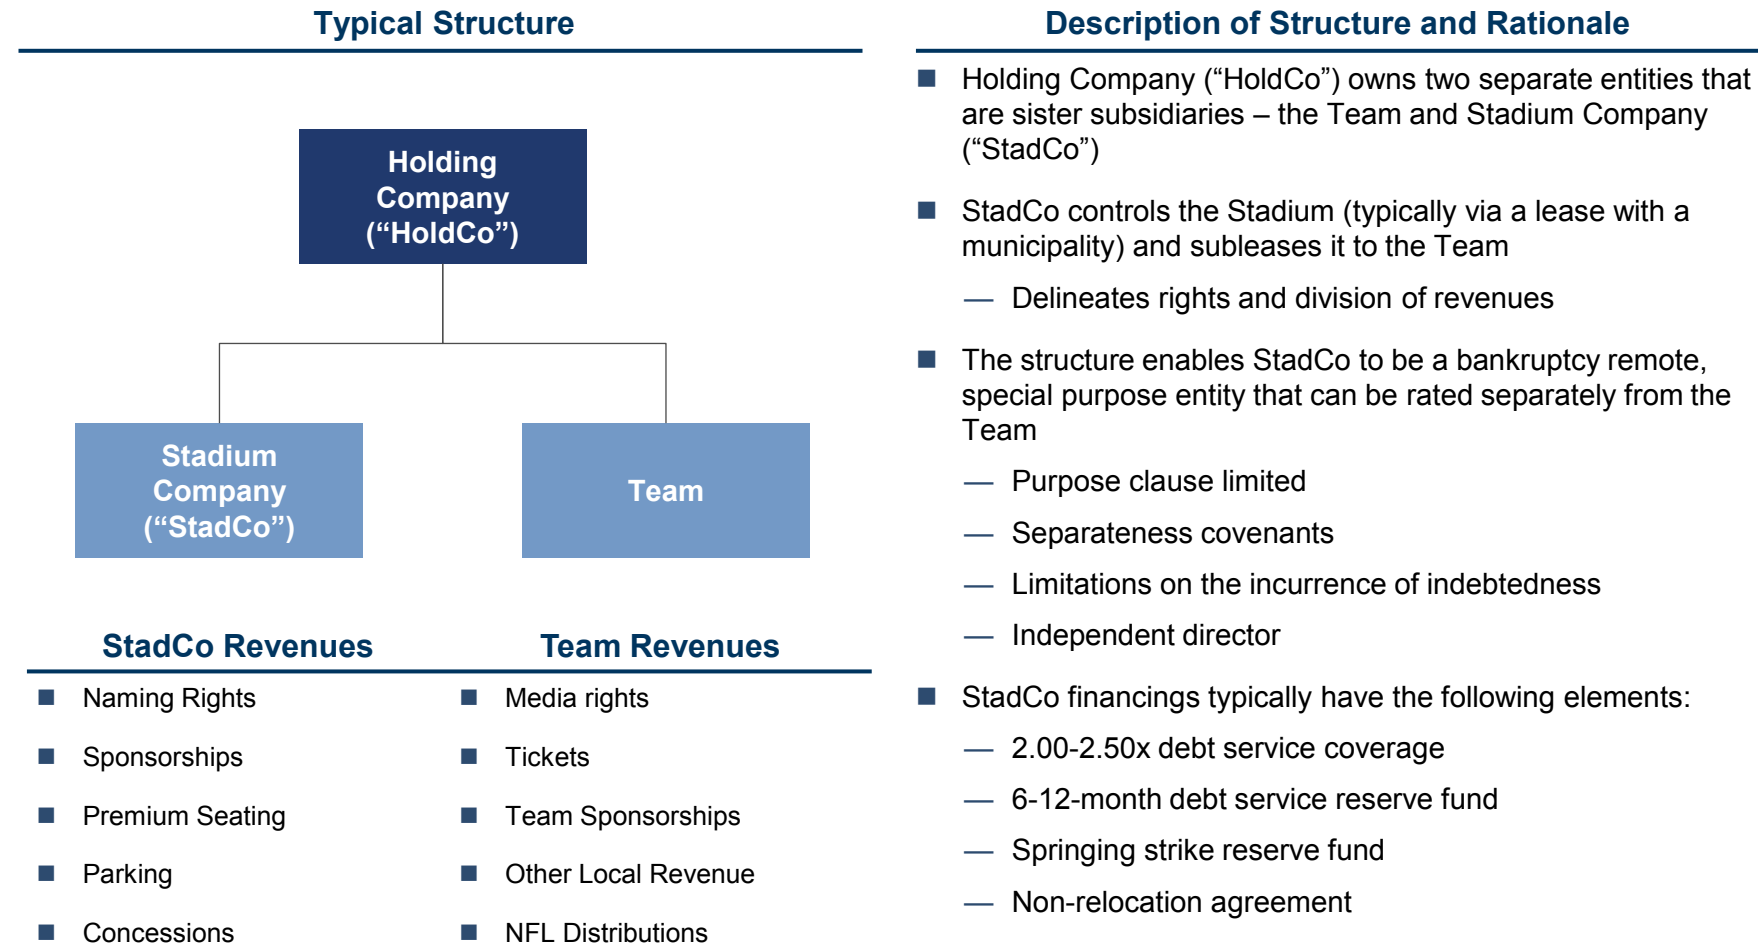 Typical Structure
Holding
Company
(“HoldCo”)
Stadium
Company
(“StadCo”)
Team
StadCo Revenues
■ Naming Rights
■ Sponsorships
■ Premium Seating
■ Parking
■ Concessions
Team Revenues
■ Media rights
■ Tickets
■ Team Sponsorships
■ Other Local Revenue
■ NFL Distributions
Description of Structure and Rationale
■ Holding Company (“HoldCo”) owns two separate entities that
are sister subsidiaries – the Team and Stadium Company
(“StadCo”)
■ StadCo controls the Stadium (typically via a lease with a
municipality) and subleases it to the Team
— Delineates rights and division of revenues
■ The structure enables StadCo to be a bankruptcy remote,
special purpose entity that can be rated separately from the
Team
— Purpose clause limited
— Separateness covenants
— Limitations on the incurrence of indebtedness
— Independent director
■ StadCo financings typically have the following elements:
— 2.00-2.50x debt service coverage
— 6-12-month debt service reserve fund
— Springing strike reserve fund
— Non-relocation agreement